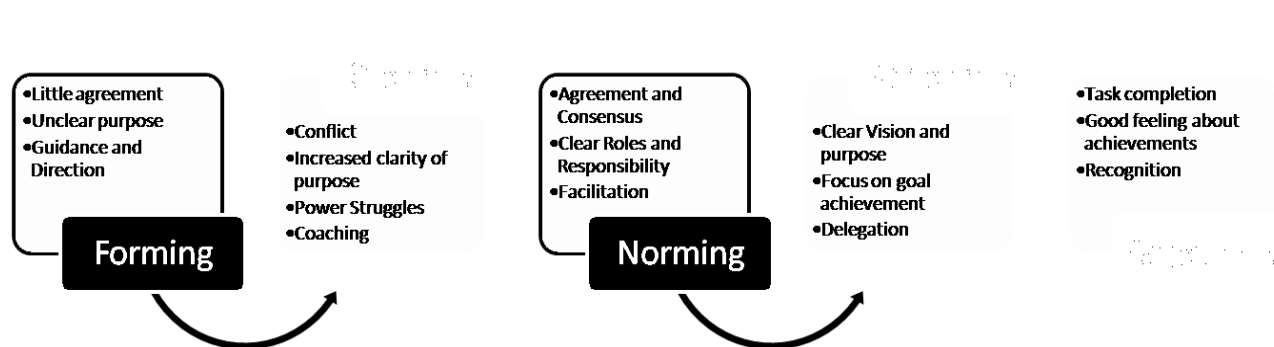 •Little agreement
•Unclear purpose
•Guidance and
Direction
Forming
•Conflict
•Increased clarity of
purpose
•Power Struggles
•Coaching
•Agreement and
Consensus
•Clear Roles and
Responsibility
•Facilitation
Norming
•Clear Vision and
purpose
•Focus on goal
achievement
•Delegation
•Task completion
•Good feeling about
achievements
•Recognition